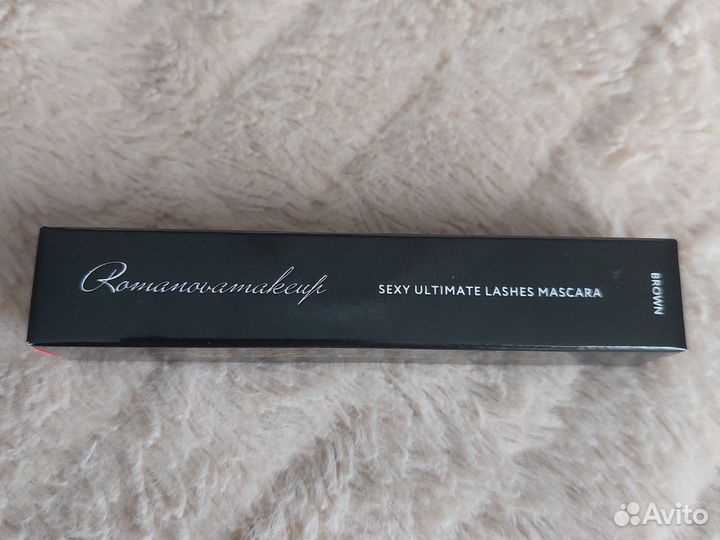 Romanovamakeup
SEXY ULTIMATE LASHES MASCARA
BROWN
Avito